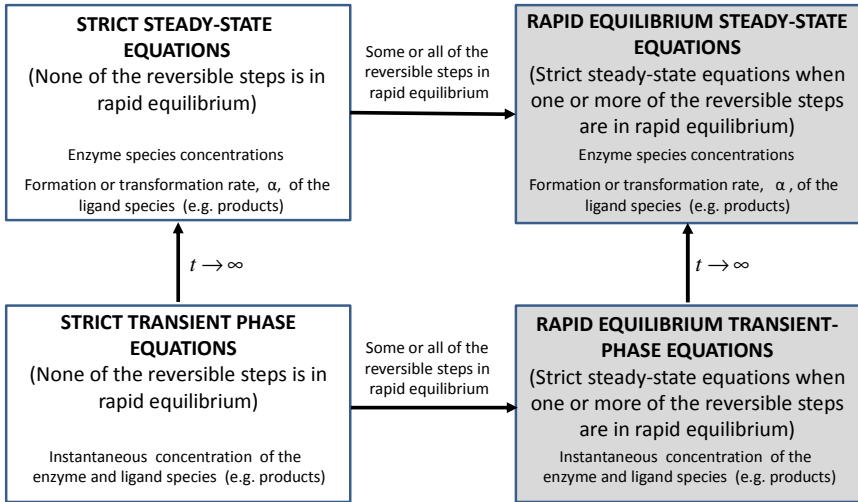 STRICT STEADY-STATE
EQUATIONS
(None of the reversible steps is in
rapid equilibrium)
Enzyme species concentrations
Formation or transformation rate, α, of the
ligand species (e.g. products)
Some or all of the
reversible steps in
rapid equilibrium
RAPID EQUILIBRIUM STEADY-STATE
EQUATIONS
(Strict steady-state equations when
one or more of the reversible steps
are in rapid equilibrium)
Enzyme species concentrations
Formation or transformation rate, α , of the
ligand species (e.g. products)
t → ∞
t → ∞
STRICT TRANSIENT PHASE
EQUATIONS
(None of the reversible steps is in
rapid equilibrium)
Instantaneous concentration of the
enzyme and ligand species (e.g. products)
Some or all of the
reversible steps in
rapid equilibrium
RAPID EQUILIBRIUM TRANSIENT-
PHASE EQUATIONS
(Strict steady-state equations when
one or more of the reversible steps
are in rapid equilibrium)
Instantaneous concentration of the
enzyme and ligand species (e.g. products)